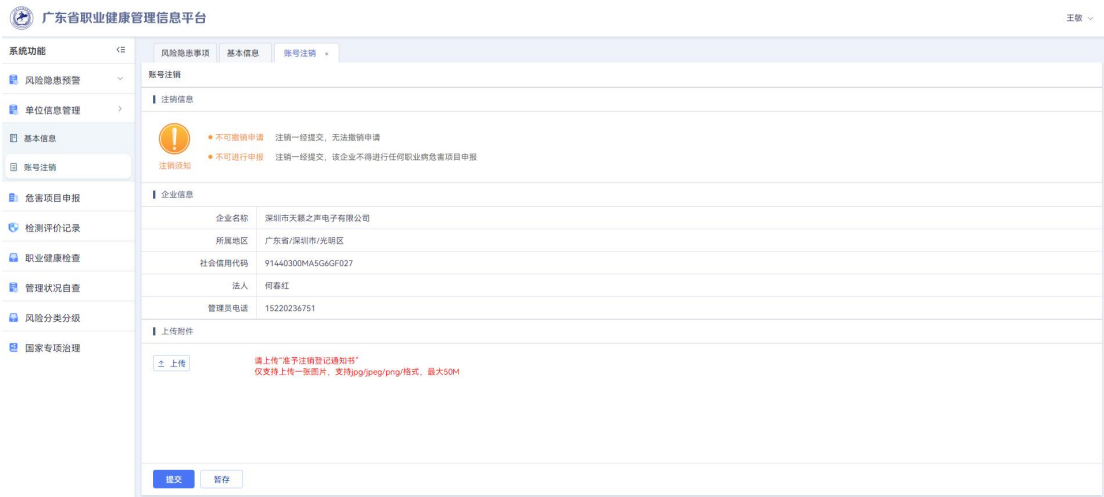 广东省职业健康管理信息平台
王敏
系统功能
风险隐患事项
基本信息
账号注销
风险隐患预警
单位信息管理
基本信息
账号注销
危害项目申报
检测评价记录
职业健康检查
管理状况自查
风险分类分级
国家专项治理
账号注销
注销信息
注销须知
不可撤销申请 注销一经提交，无法撤销申请
不可进行申报 注销一经提交，该企业不得进行任何职业病危害项目申报
企业信息
企业名称 深圳市天籁之声电子有限公司
所属地区 广东省/深圳市/光明区
社会信用代码 91440300MA5G6GF027
法人 何春红
管理员电话 15220236751
上传附件
上传
请上传“准予注销登记通知书”
仅支持上传一张图片，支持jpg/jpeg/png/格式，最大50M
提交 暂存